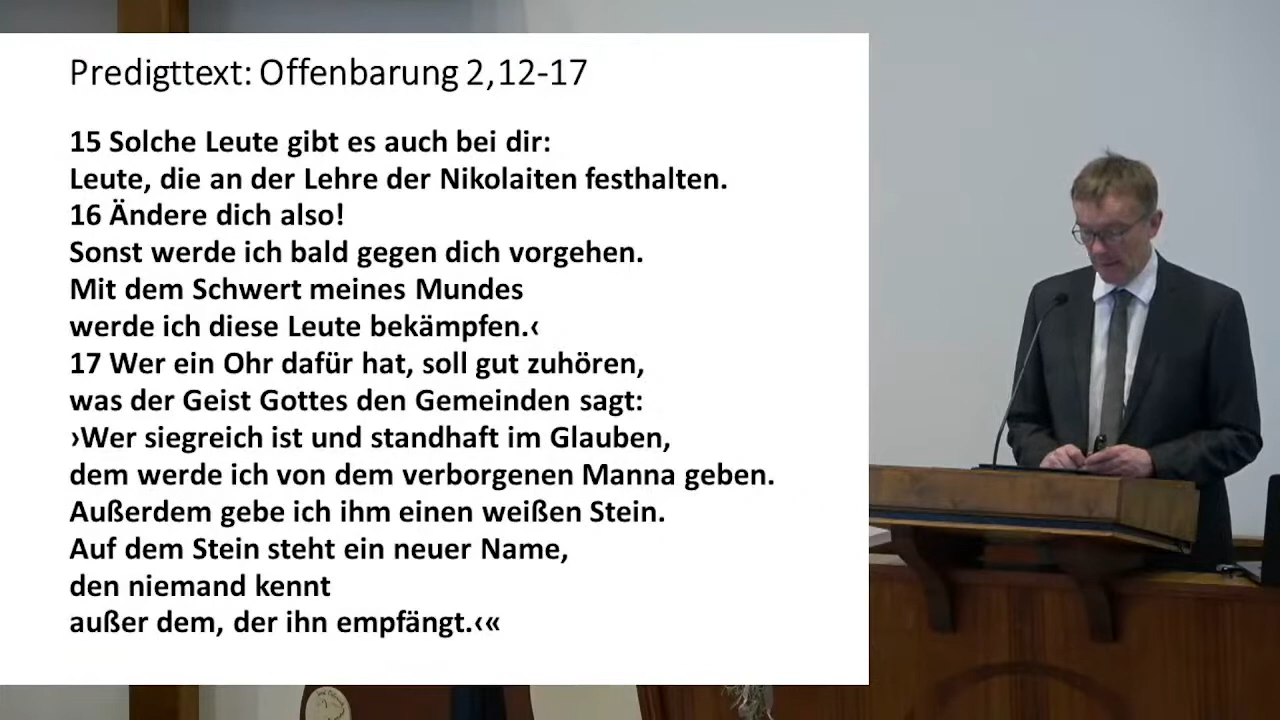 Predigttext: Offenbarung 2,12-17
15 Solche Leute gibt es auch bei dir:
Leute, die an der Lehre der Nikolaiten festhalten.
16 Ändere dich also!
Sonst werde ich bald gegen dich vorgehen.
Mit dem Schwert meines Mundes
werde ich diese Leute bekämpfen.‹
17 Wer ein Ohr dafür hat, soll gut zuhören,
was der Geist Gottes den Gemeinden sagt:
›Wer siegreich ist und standhaft im Glauben,
dem werde ich von dem verborgenen Manna geben.
Außerdem gebe ich ihm einen weißen Stein.
Auf dem Stein steht ein neuer Name,
den niemand kennt
außer dem, der ihn empfängt.‹«